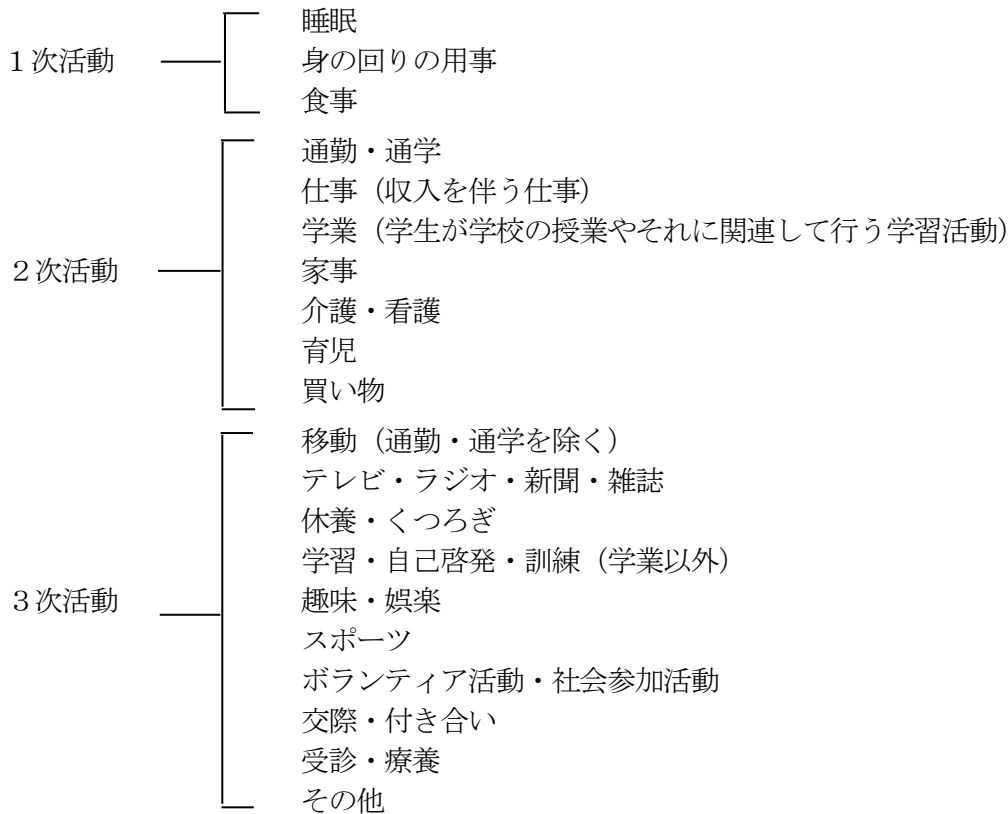 １次活動
睡眠
身の回りの用事
食事
２次活動
通勤・通学
仕事（収入を伴う仕事）
学業（学生が学校の授業やそれに関連して行う学習活動）
家事
介護・看護
育児
買い物
３次活動
移動（通勤・通学を除く）
テレビ・ラジオ・新聞・雑誌
休養・くつろぎ
学習・自己啓発・訓練（学業以外）
趣味・娯楽
スポーツ
ボランティア活動・社会参加活動
交際・付き合い
受診・療養
その他